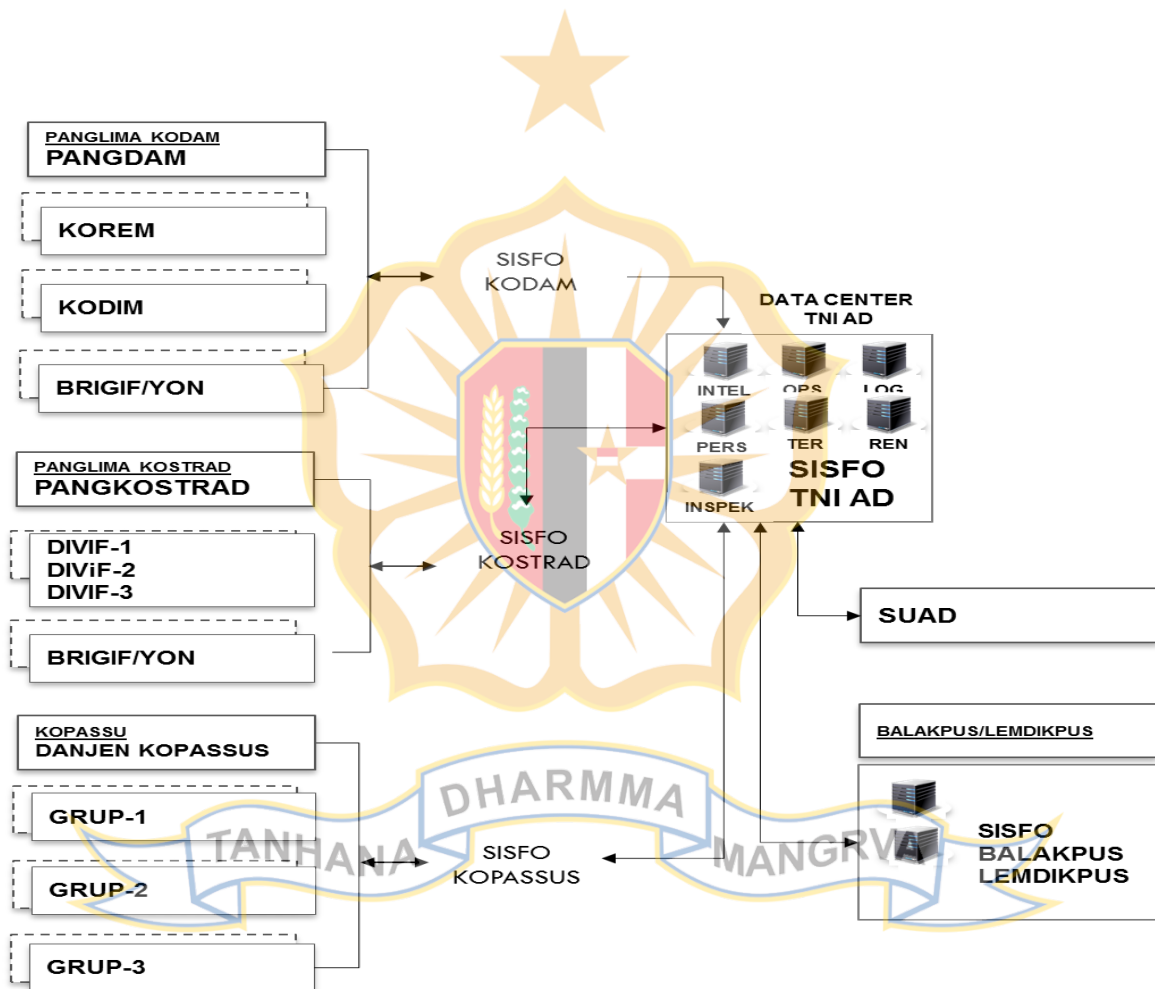 PANGLIMA KODAM
PANGDAM
KOREM
KODIM
BRIGIF/YON
SISFO
KODAM
DATA CENTER
TNI AD
INTEL OPS LOG
PERS TER REN
INSPEK
SISFO
TNI AD
PANGLIMA KOSTRAD
PANGKOSTRAD
DIVIF-1
DIViF-2
DIVIF-3
BRIGIF/YON
SISFO
KOSTRAD
SUAD
KOPASSU
DANJEN KOPASSUS
GRUP-1
GRUP-2
GRUP-3
SISFO
KOPASSUS
BALAKPUS/LEMDIKPUS
SISFO
BALAKPUS
LEMDIKPUS
TANHANA DHARMMA MANGRVA